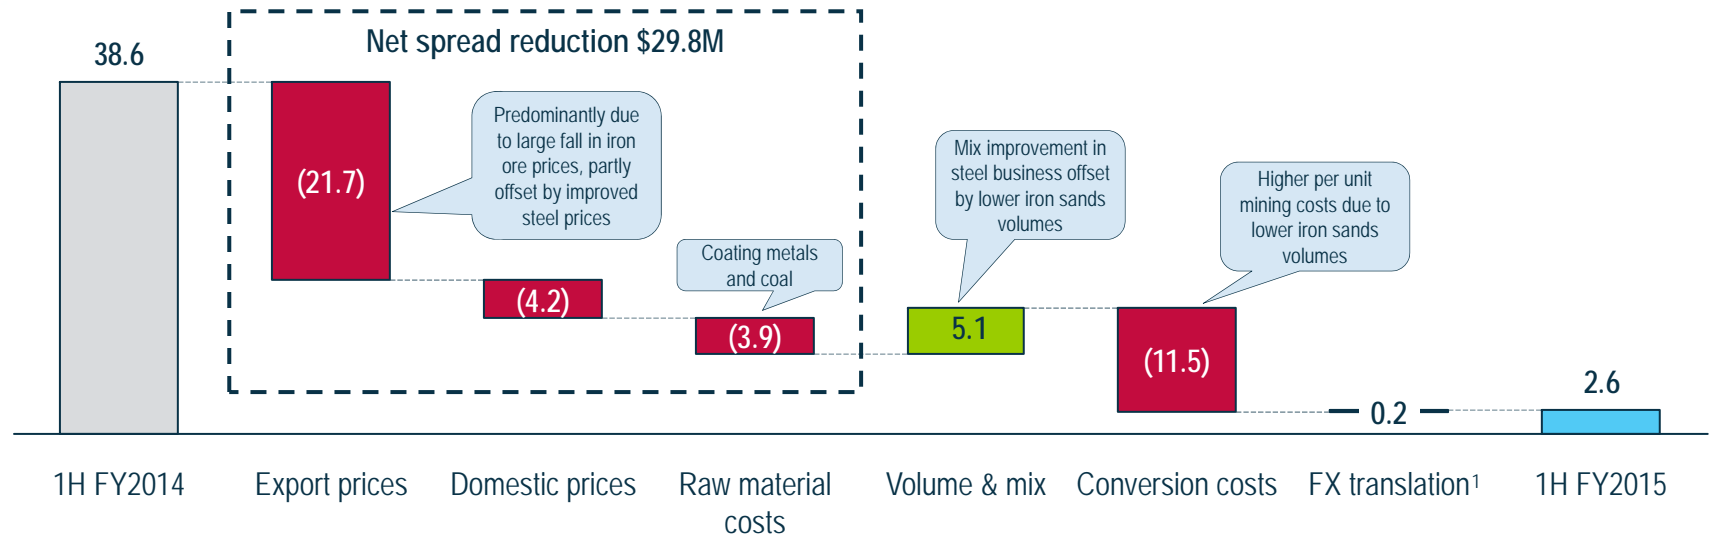 Net spread reduction $29.8M
38.6
(21.7)
Predominantly due
to large fall in iron
ore prices, partly
offset by improved
steel prices
(4.2)
Coating metals
and coal
(3.9)
Mix improvement in
steel business offset
by lower iron sands
volumes
5.1
Higher per unit
mining costs due to
lower iron sands
volumes
(11.5)
0.2
2.6
1H FY2014
Export prices
Domestic prices
Raw material
costs
Volume & mix
Conversion costs
FX translation¹
1H FY2015